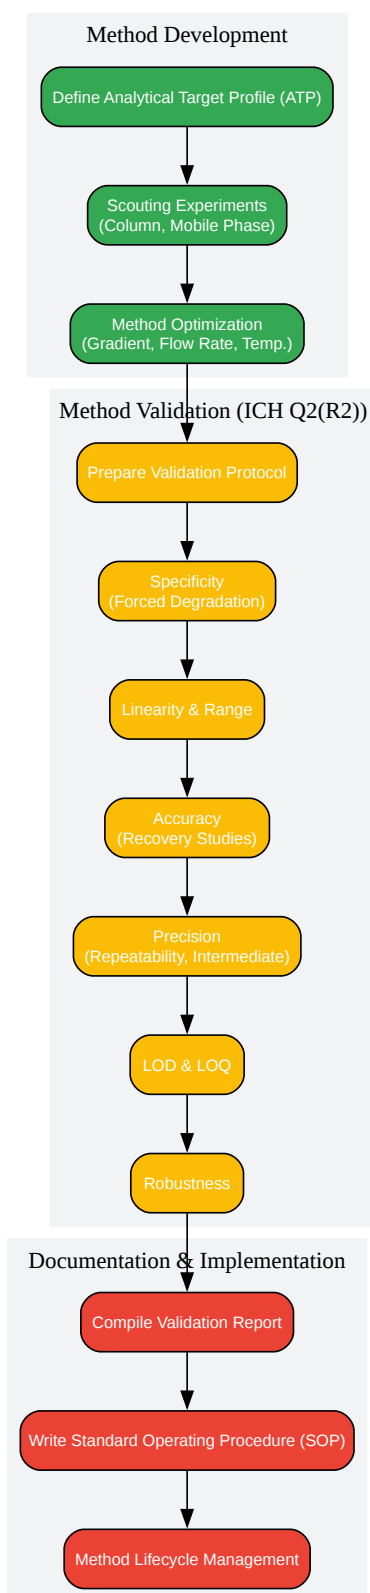 Method Development
Define Analytical Target Profile (ATP)
Scouting Experiments
(Column, Mobile Phase)
Method Optimization
(Gradient, Flow Rate, Temp.)
Method Validation (ICH Q2(R2))
Prepare Validation Protocol
Specificity
(Forced Degradation)
Linearity & Range
Accuracy
(Recovery Studies)
Precision
(Repeatability, Intermediate)
LOD & LOQ
Robustness
Documentation & Implementation
Compile Validation Report
Write Standard Operating Procedure (SOP)
Method Lifecycle Management